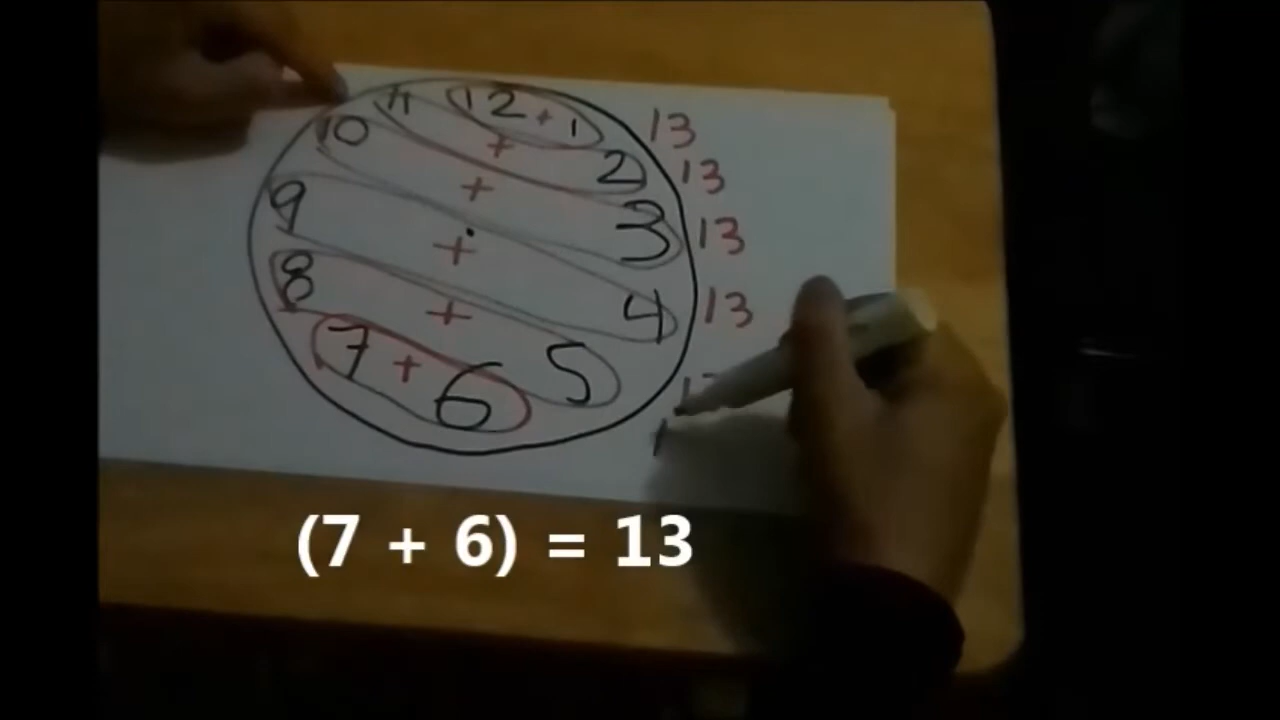 11 12 + 1 13
10 + 2 13
+ 3 13
9 + 4 13
8 + 5
7 + 6
(7 + 6) = 13